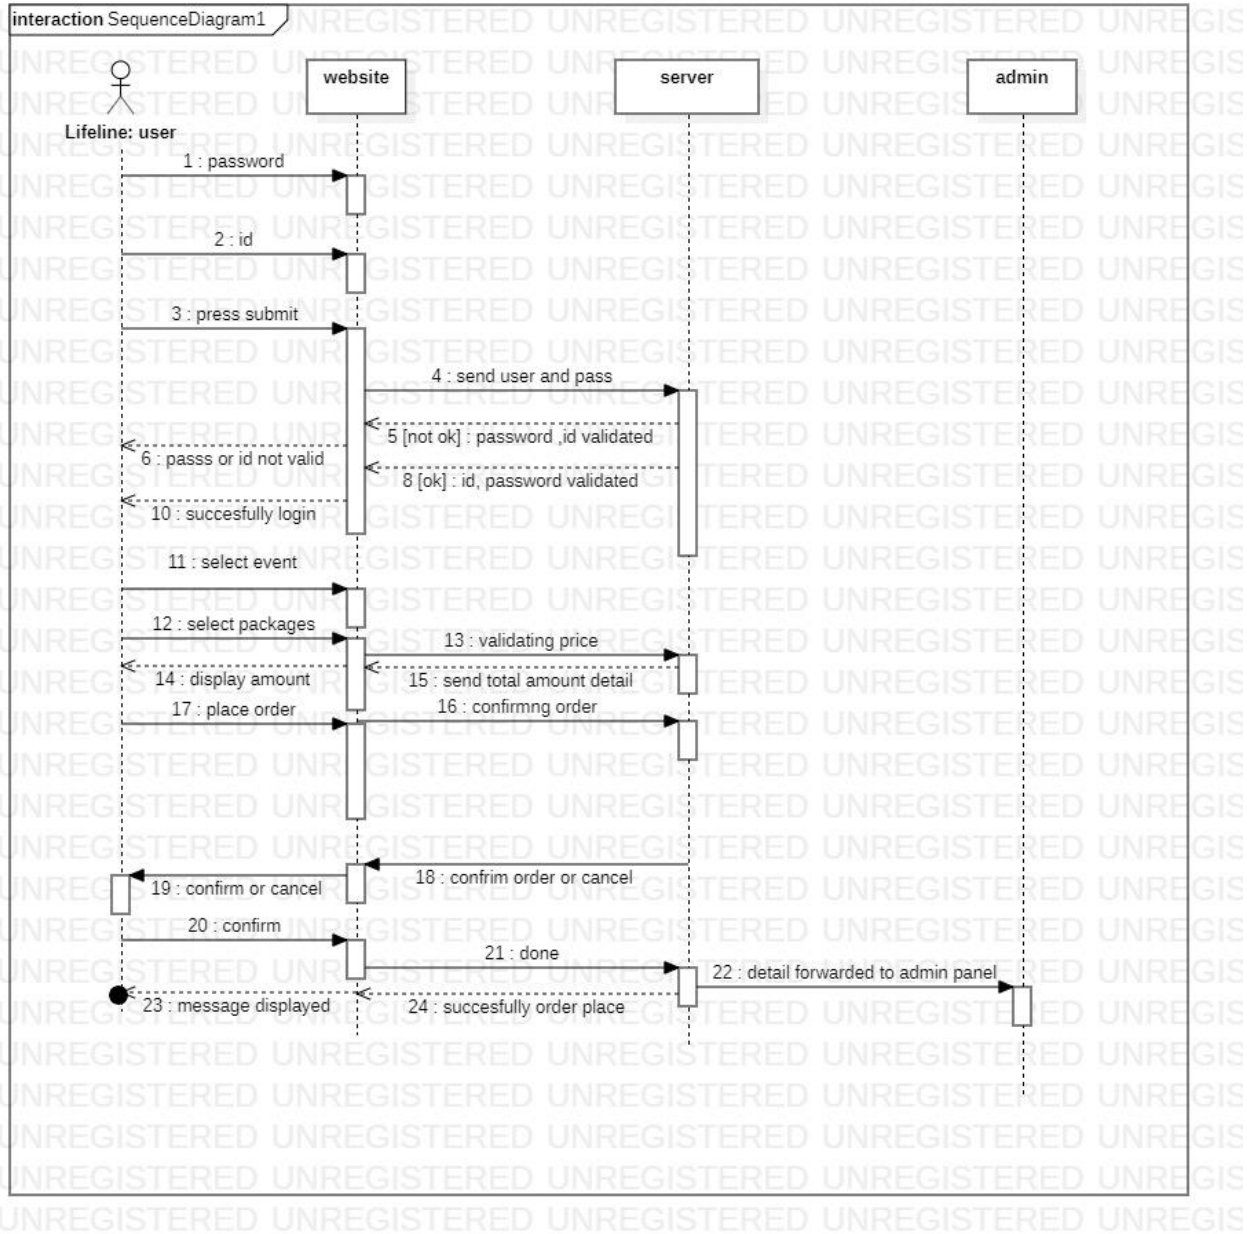 interaction SequenceDiagram1
website
server
admin
Lifeline: user
1 : password
2 : id
3 : press submit
4 : send user and pass
5 [not ok] : password ,id validated
6 : passs or id not valid
8 [ok] : id, password validated
10 : succesfully login
11 : select event
12 : select packages
13 : validating price
14 : display amount
15 : send total amount detail
17 : place order
16 : confirmng order
18 : confrim order or cancel
19 : confirm or cancel
20 : confirm
21 : done
22 : detail forwarded to admin panel
23 : message displayed
24 : succesfully order place
UNREGISTERED